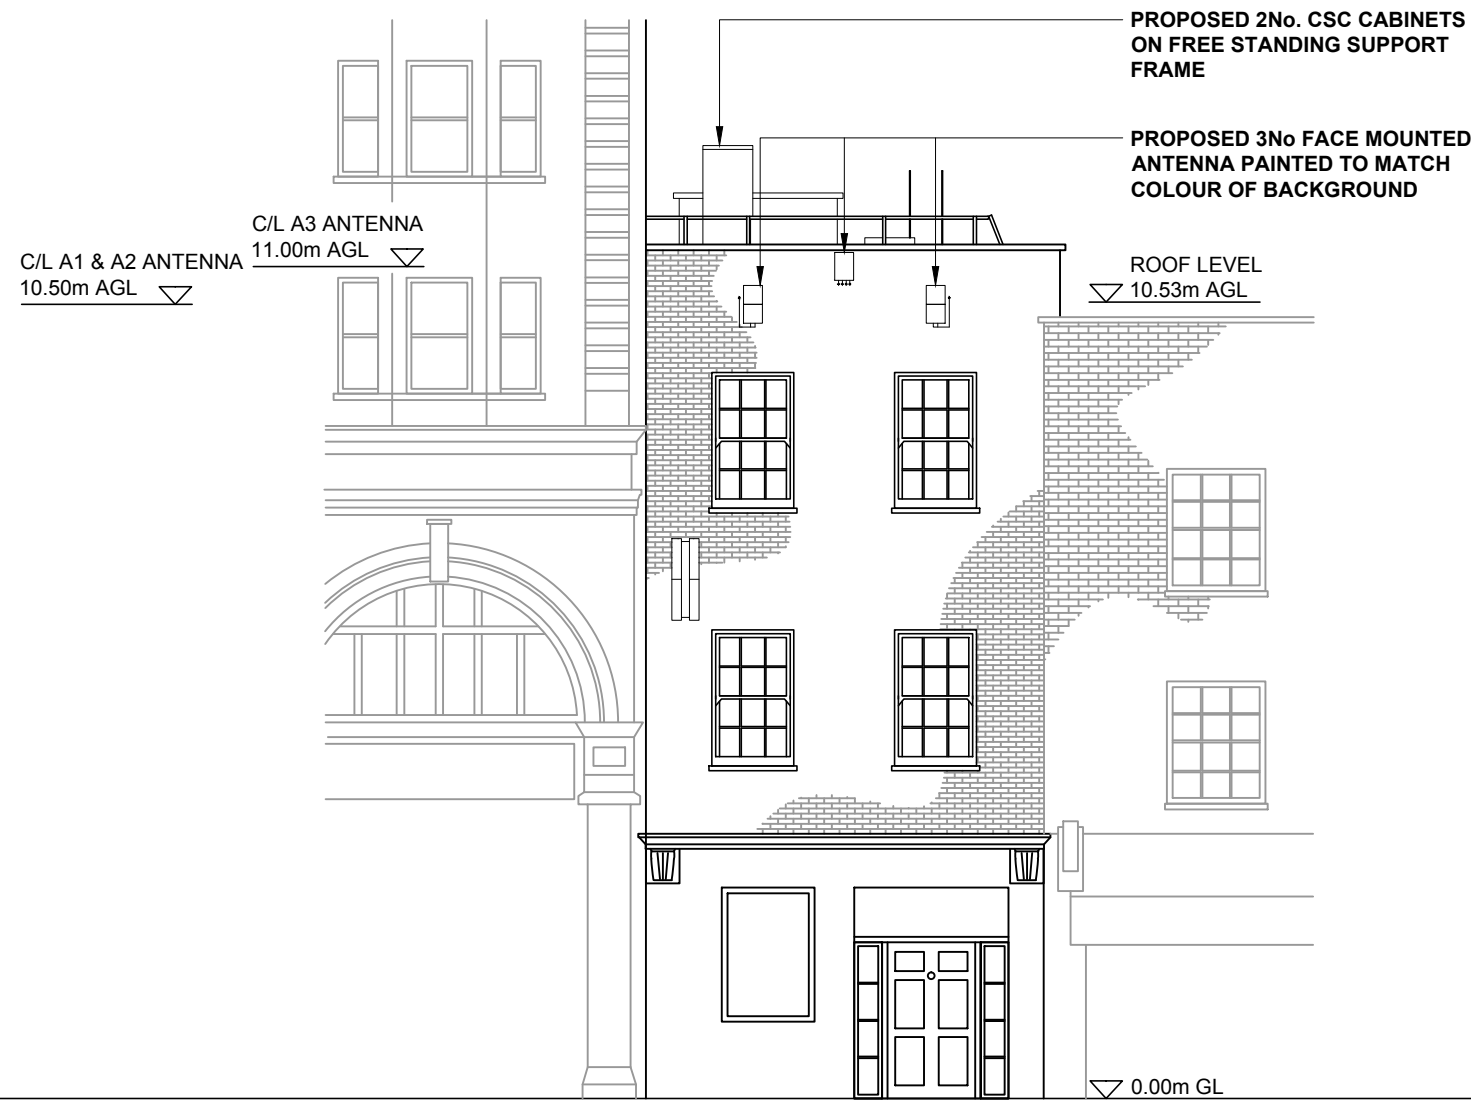 PROPOSED 2No. CSC CABINETS
ON FREE STANDING SUPPORT
FRAME
PROPOSED 3No FACE MOUNTED
ANTENNA PAINTED TO MATCH
COLOUR OF BACKGROUND
C/L A3 ANTENNA
11.00m AGL
C/L A1 & A2 ANTENNA
10.50m AGL
ROOF LEVEL
10.53m AGL
0.00m GL